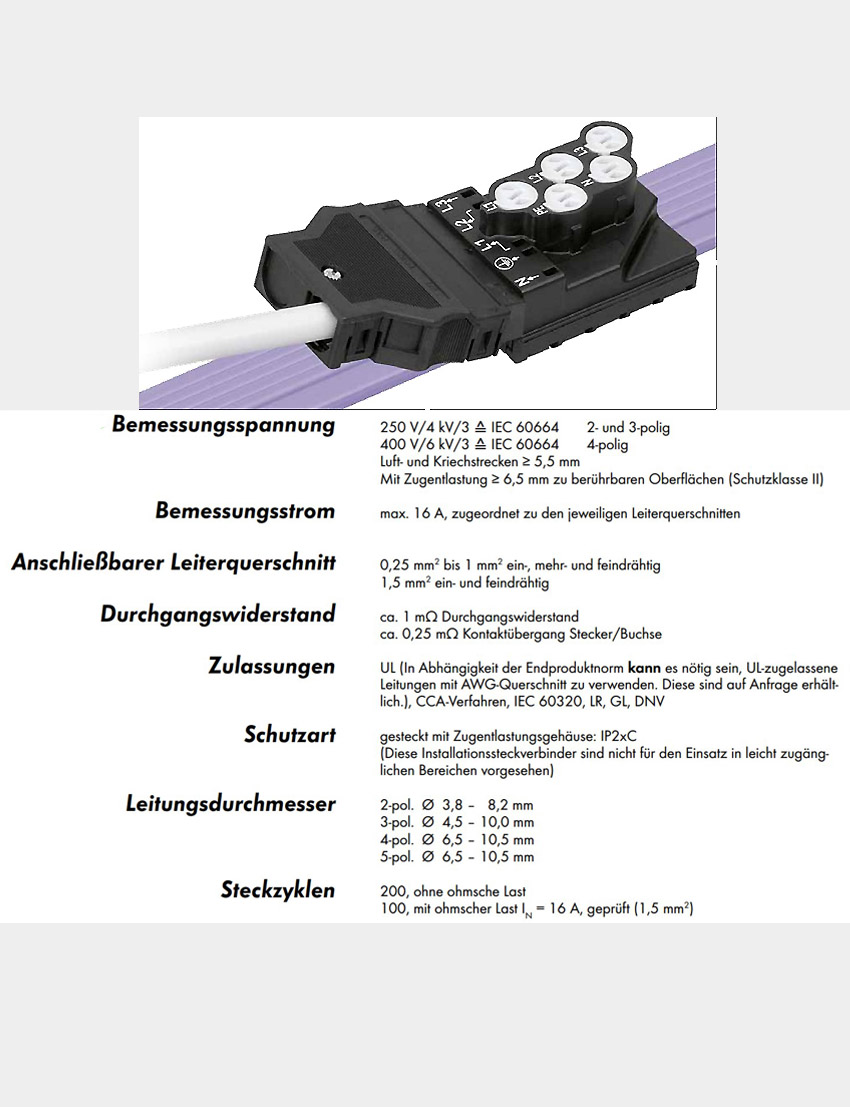 L3
L2
N
L1
PE
L3
L2
L1
N
Bemessungsspannung
250 V/4 kV/3 ≙ IEC 60664 2- und 3-polig
400 V/6 kV/3 ≙ IEC 60664 4-polig
Luft- und Kriechstrecken ≥ 5,5 mm
Mit Zugentlastung ≥ 6,5 mm zu berührbaren Oberflächen (Schutzklasse II)
Bemessungsstrom
max. 16 A, zugeordnet zu den jeweiligen Leiterquerschnitten
Anschließbarer Leiterquerschnitt
0,25 mm² bis 1 mm² ein-, mehr- und feindrähtig
1,5 mm² ein- und feindrähtig
Durchgangswiderstand
ca. 1 mΩ Durchgangswiderstand
ca. 0,25 mΩ Kontaktübergang Stecker/Buchse
Zulassungen
UL (In Abhängigkeit der Endproduktnorm kann es nötig sein, UL-zugelassene
Leitungen mit AWG-Querschnitt zu verwenden. Diese sind auf Anfrage erhält-
lich.), CCA-Verfahren, IEC 60320, LR, GL, DNV
Schutzart
gesteckt mit Zugentlastungsgehäuse: IP2xC
(Diese Installationssteckverbinder sind nicht für den Einsatz in leicht zugäng-
lichen Bereichen vorgesehen)
Leitungsdurchmesser
2-pol. Ø 3,8 – 8,2 mm
3-pol. Ø 4,5 – 10,0 mm
4-pol. Ø 6,5 – 10,5 mm
5-pol. Ø 6,5 – 10,5 mm
Steckzyklen
200, ohne ohmsche Last
100, mit ohmscher Last I_N = 16 A, geprüft (1,5 mm²)